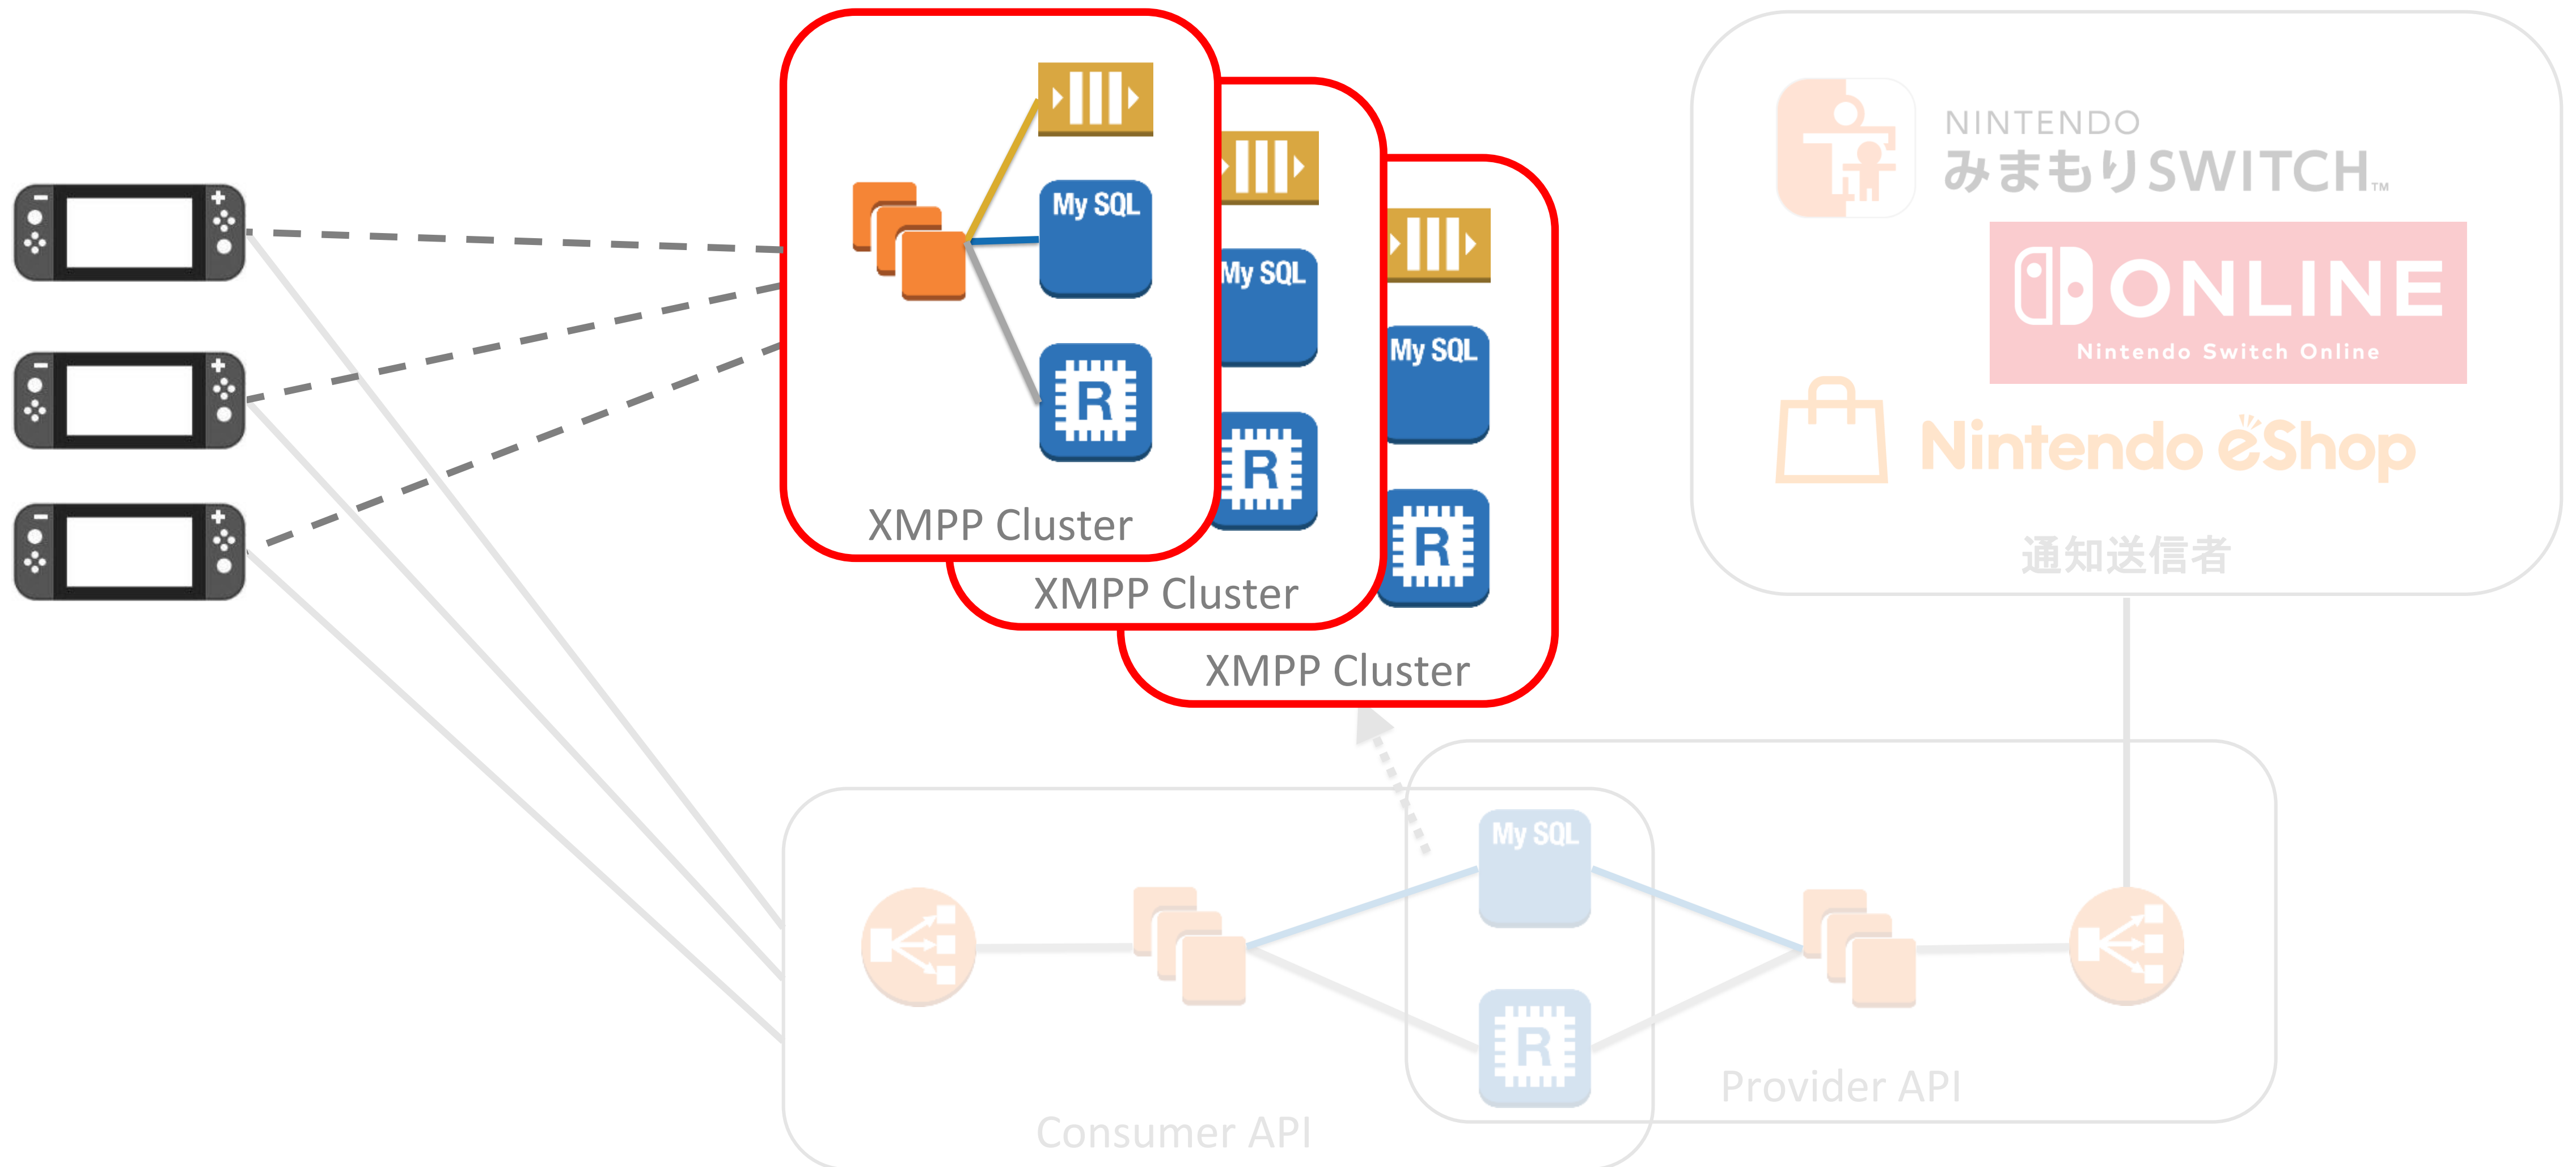 My SQL
R
XMPP Cluster
My SQL
R
XMPP Cluster
My SQL
R
XMPP Cluster
NINTENDO
みまもりSWITCH™
ONLINE
Nintendo Switch Online
Nintendo eShop
通知送信者
My SQL
R
Consumer API
Provider API